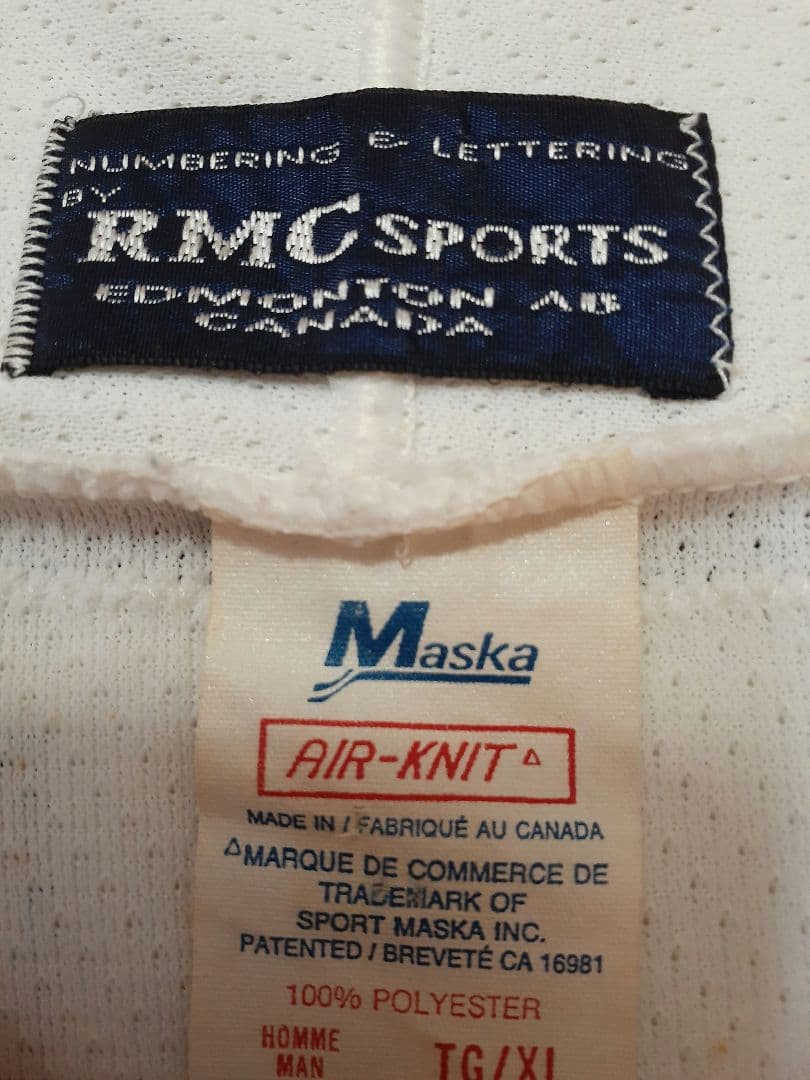 NUMBERING & LETTERING
BY
RMC SPORTS
EDMONTON AB
CANADA
MASKA
AIR-KNIT △
MADE IN / FABRIQUÉ AU CANADA
△MARQUE DE COMMERCE DE
TRADEMARK OF
SPORT MASKA INC.
PATENTED / BREVETÉ CA 16981
100% POLYESTER
HOMME
MAN
TG/XL